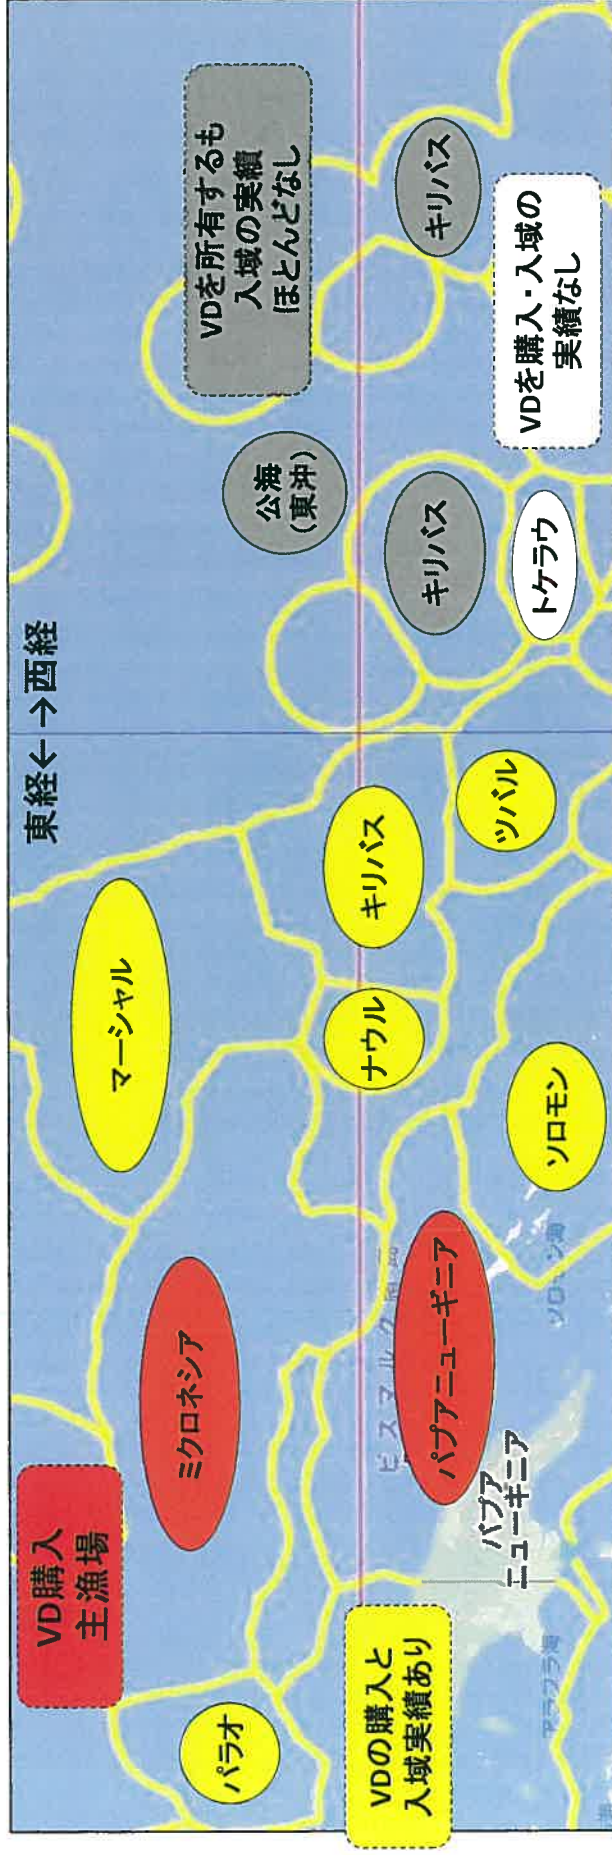 VD購入
主漁場
東経←→西経
VDを所有するも
入域の実績
ほとんどなし
マーシャル
ミクロネシア
パラオ
公海
(東沖)
キリバス
ナウル
キリバス
キリバス
VDの購入と
入域実績あり
ビスマルク
パプアニューギニア
パプア
ニューギニア
ソロモン
ソロモン海
ツバル
トケラウ
VDを購入・入域の
実績なし
アラフラ海